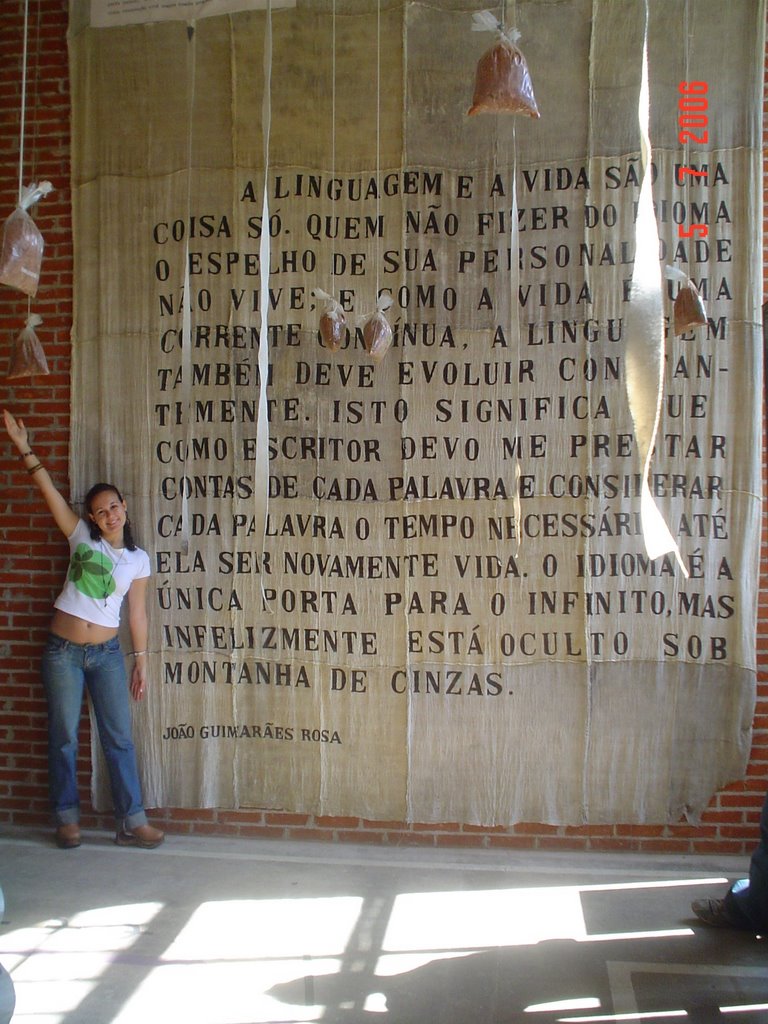 A LINGUAGEM E A VIDA SÃO UMA
COISA SÓ. QUEM NÃO FIZER DO IDIOMA
O ESPELHO DE SUA PERSONALIDADE
NÃO VIVE; E COMO A VIDA É UMA
CORRENTE CONTÍNUA, A LINGUAGEM
TAMBÉM DEVE EVOLUIR CONSTAN-
TEMENTE. ISTO SIGNIFICA QUE
COMO ESCRITOR DEVO ME PRESTAR
CONTAS DE CADA PALAVRA E CONSIDERAR
CADA PALAVRA O TEMPO NECESSÁRIO ATÉ
ELA SER NOVAMENTE VIDA. O IDIOMA É A
ÚNICA PORTA PARA O INFINITO, MAS
INFELIZMENTE ESTÁ OCULTO SOB
MONTANHA DE CINZAS.
JOÃO GUIMARÃES ROSA
5 7 2006